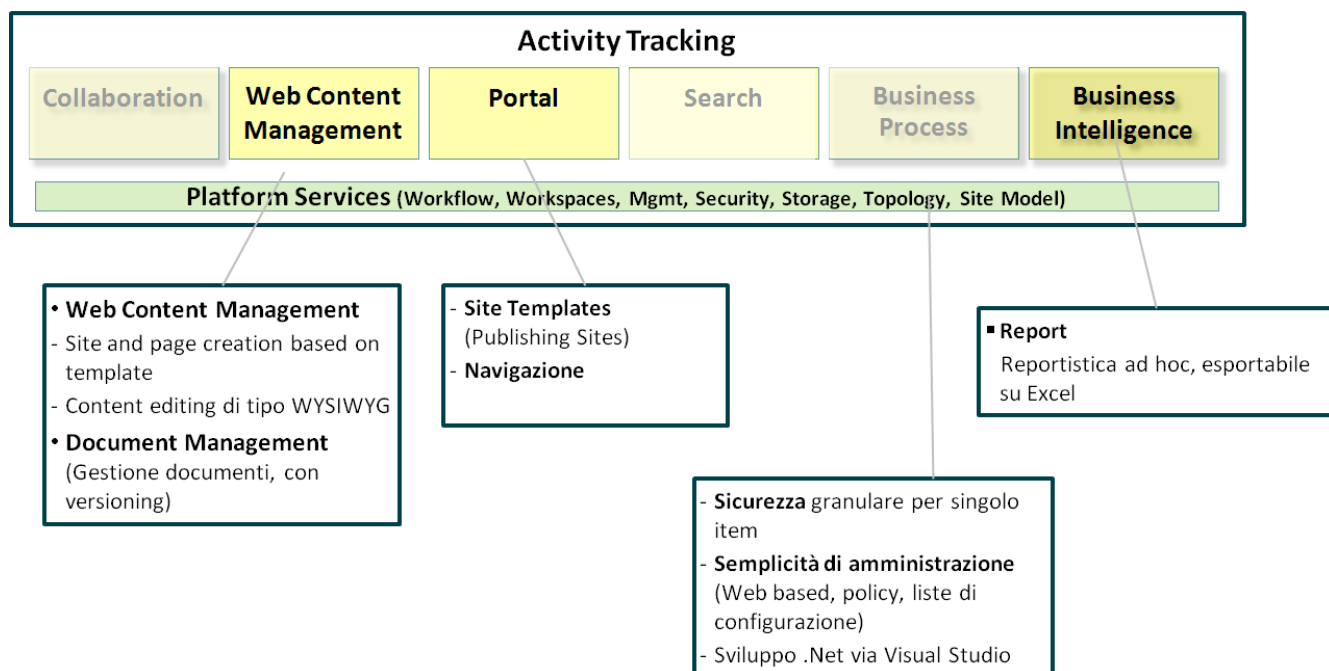 Activity Tracking
Collaboration
Web Content
Management
Portal
Search
Business
Process
Business
Intelligence
Platform Services (Workflow, Workspaces, Mgmt, Security, Storage, Topology, Site Model)
• Web Content Management
- Site and page creation based on
template
- Content editing di tipo WYSIWYG
• Document Management
(Gestione documenti, con
versioning)
- Site Templates
(Publishing Sites)
- Navigazione
▪ Report
Reportistica ad hoc, esportabile
su Excel
- Sicurezza granulare per singolo
item
- Semplicità di amministrazione
(Web based, policy, liste di
configurazione)
- Sviluppo .Net via Visual Studio